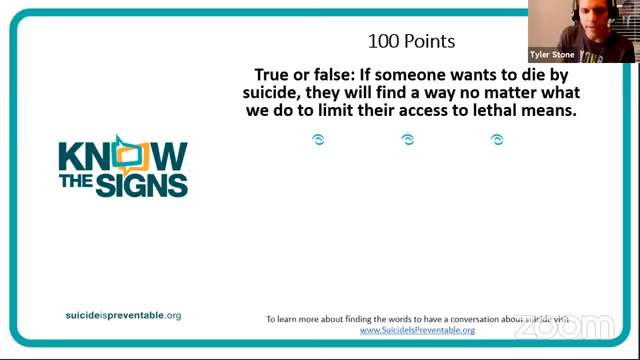 100 Points
Tyler Stone
True or false: If someone wants to die by
suicide, they will find a way no matter what
we do to limit their access to lethal means.
KNOW
THE SIGNS
suicideispreventable.org
To learn more about finding the words to have a conversation about suicide visit
www.SuicideIsPreventable.org
zoom